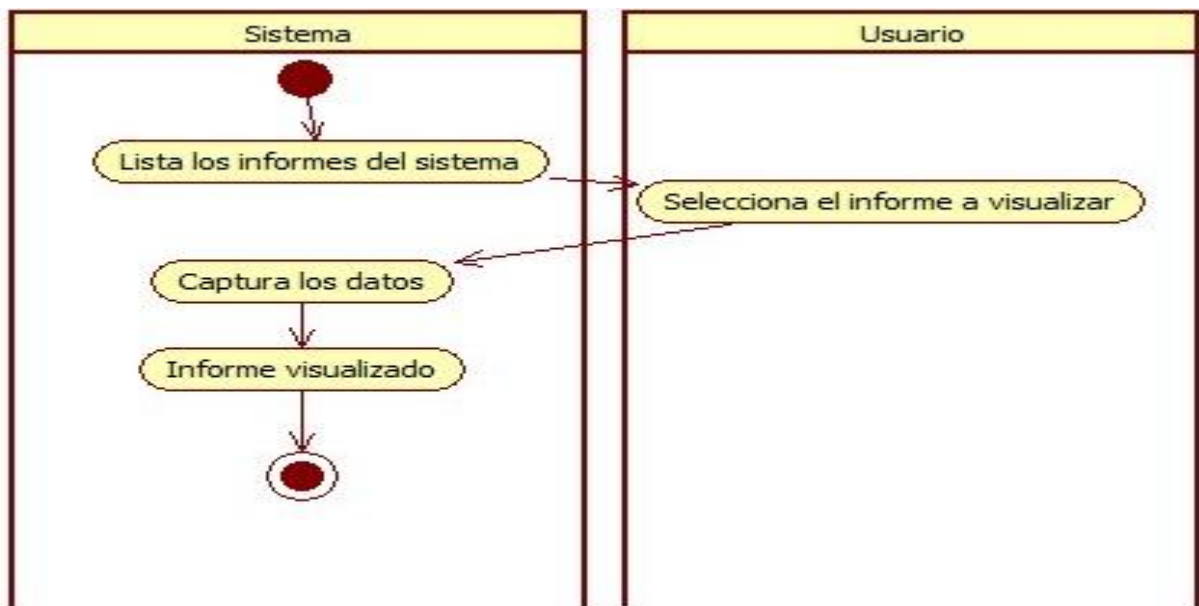 Sistema
Usuario
Lista los informes del sistema
Selecciona el informe a visualizar
Captura los datos
Informe visualizado